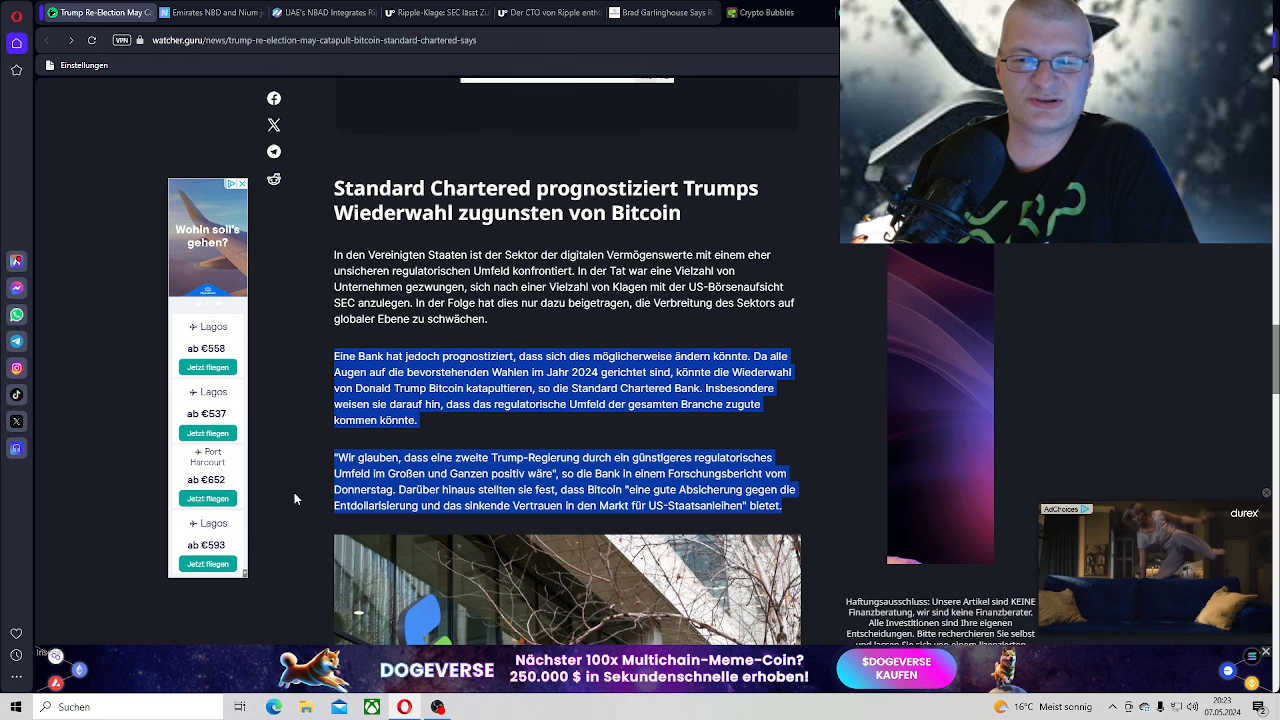 Trump Re-election May C
Emirates NBD and Nium j
UAE's NBAD Integrates Ri
Ripple-Klage: SEC lässt Zu
Der CTO von Ripple enth
Brad Garlinghouse Says R
Crypto Bubbles
VPN
watcher.guru/news/trump-re-election-may-catapult-bitcoin-standard-chartered-says
Einstellungen
Standard Chartered prognostiziert Trumps
Wiederwahl zugunsten von Bitcoin
In den Vereinigten Staaten ist der Sektor der digitalen Vermögenswerte mit einem eher
unsicheren regulatorischen Umfeld konfrontiert. In der Tat war eine Vielzahl von
Unternehmen gezwungen, sich nach einer Vielzahl von Klagen mit der US-Börsenaufsicht
SEC anzulegen. In der Folge hat dies nur dazu beigetragen, die Verbreitung des Sektors auf
globaler Ebene zu schwächen.
Eine Bank hat jedoch prognostiziert, dass sich dies möglicherweise ändern könnte. Da alle
Augen auf die bevorstehenden Wahlen im Jahr 2024 gerichtet sind, könnte die Wiederwahl
von Donald Trump Bitcoin katapultieren, so die Standard Chartered Bank. Insbesondere
weisen sie darauf hin, dass das regulatorische Umfeld der gesamten Branche zugute
kommen könnte.
"Wir glauben, dass eine zweite Trump-Regierung durch ein günstigeres regulatorisches
Umfeld im Großen und Ganzen positiv wäre", so die Bank in einem Forschungsbericht vom
Donnerstag. Darüber hinaus stellten sie fest, dass Bitcoin "eine gute Absicherung gegen die
Entdollarisierung und das sinkende Vertrauen in den Markt für US-Staatsanleihen" bietet.
Wohin soll's
gehen?
Lagos
ab €558
Jetzt fliegen
Lagos
ab €537
Jetzt fliegen
Port
Harcourt
ab €652
Jetzt fliegen
Lagos
ab €593
Jetzt fliegen
AdChoices
durex
Haftungsausschluss: Unsere Artikel sind KEINE
Finanzberatung, wir sind keine Finanzberater.
Alle Investitionen sind Ihre eigenen
Entscheidungen. Bitte recherchieren Sie selbst
und lassen Sie sich von einem lizenzierten
DOGEVERSE
Nächster 100x Multichain-Meme-Coin?
250.000 $ in Sekundenschnelle erhoben!
$DOGEVERSE
KAUFEN
Suchen
16°C Meist sonnig
20:23
07.05.2024
2